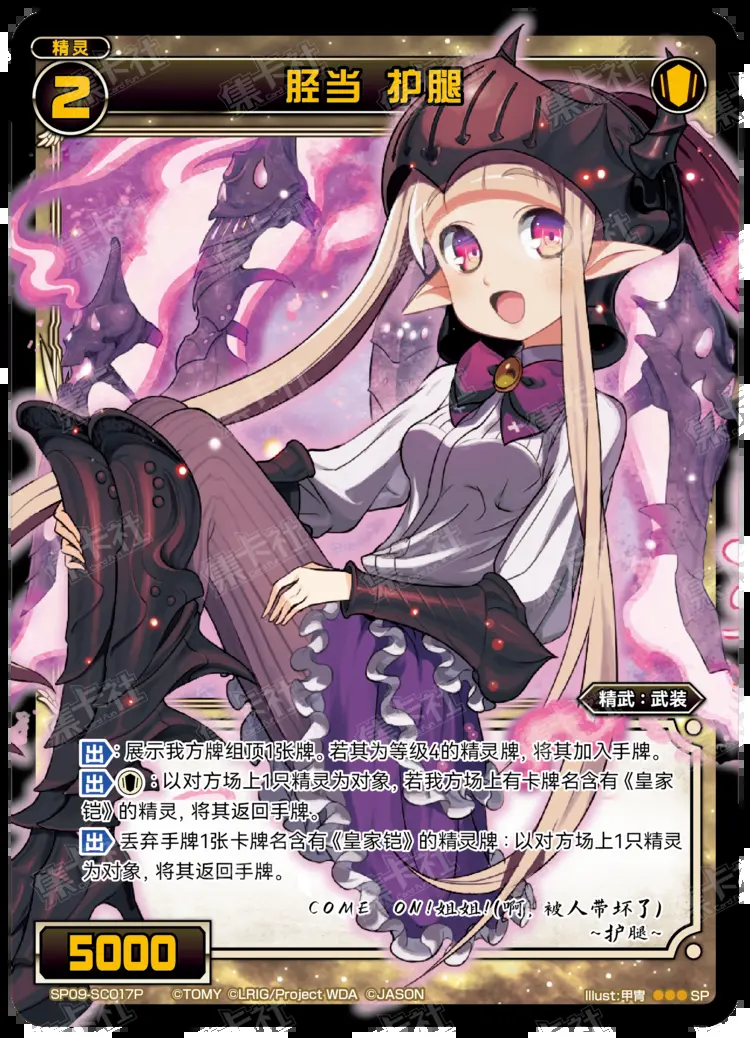 精灵
2
胫当 护腿
精武：武装
出：展示我方牌组顶1张牌。若其为等级4的精灵牌，将其加入手牌。
出 ：以对方场上1只精灵为对象，若我方场上有卡牌名含有《皇家
铠》的精灵，将其返回手牌。
出 丢弃手牌1张卡牌名含有《皇家铠》的精灵牌：以对方场上1只精灵
为对象，将其返回手牌。
COME ON!姐姐!(啊，被人带坏了)
~护腿~
5000
SP09-SC017P ©TOMY ©LRIG/Project WDA ©JASON
Illust:甲冑 SP
集卡社